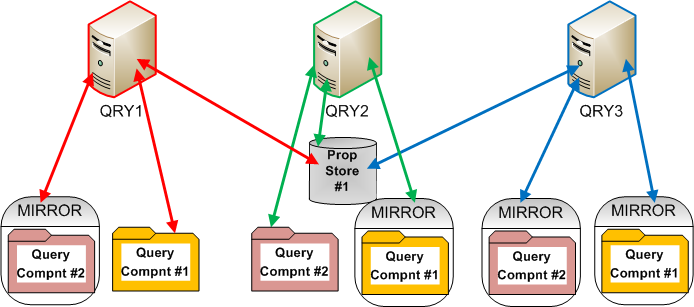 QRY1
QRY2
QRY3
Prop
Store
#1
MIRROR
Query
Compnt #2
Query
Compnt #1
Query
Compnt #2
MIRROR
Query
Compnt #1
MIRROR
Query
Compnt #2
MIRROR
Query
Compnt #1